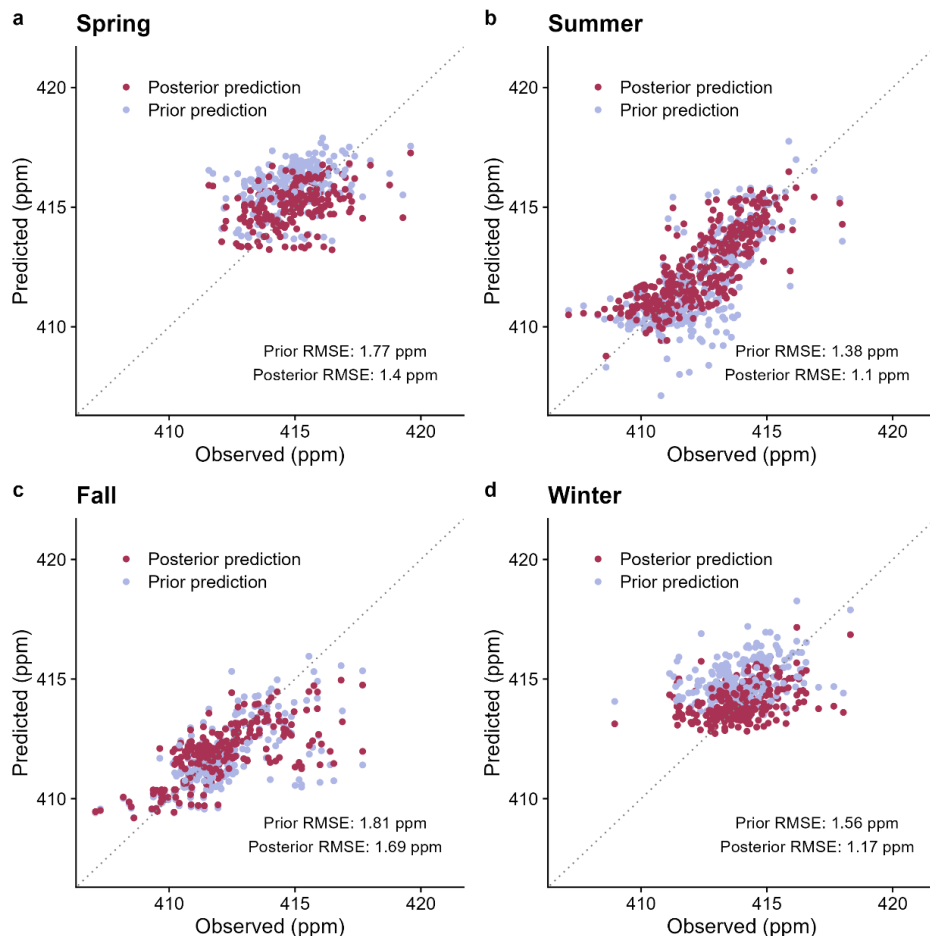 a Spring
420
415
410
Predicted (ppm)
Posterior prediction
Prior prediction
Prior RMSE: 1.77 ppm
Posterior RMSE: 1.4 ppm
410 415 420
Observed (ppm)
b Summer
420
415
410
Predicted (ppm)
Posterior prediction
Prior prediction
Prior RMSE: 1.38 ppm
Posterior RMSE: 1.1 ppm
410 415 420
Observed (ppm)
c Fall
420
415
410
Predicted (ppm)
Posterior prediction
Prior prediction
Prior RMSE: 1.81 ppm
Posterior RMSE: 1.69 ppm
410 415 420
Observed (ppm)
d Winter
420
415
410
Predicted (ppm)
Posterior prediction
Prior prediction
Prior RMSE: 1.56 ppm
Posterior RMSE: 1.17 ppm
410 415 420
Observed (ppm)